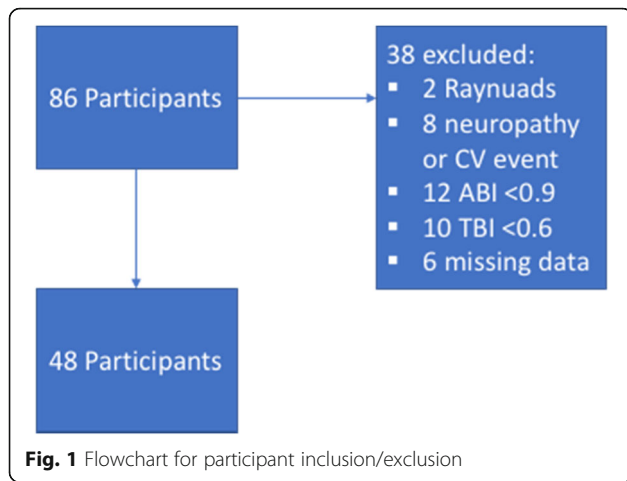 86 Participants
38 excluded:
▪ 2 Raynuads
▪ 8 neuropathy
or CV event
▪ 12 ABI <0.9
▪ 10 TBI <0.6
▪ 6 missing data
48 Participants
Fig. 1 Flowchart for participant inclusion/exclusion